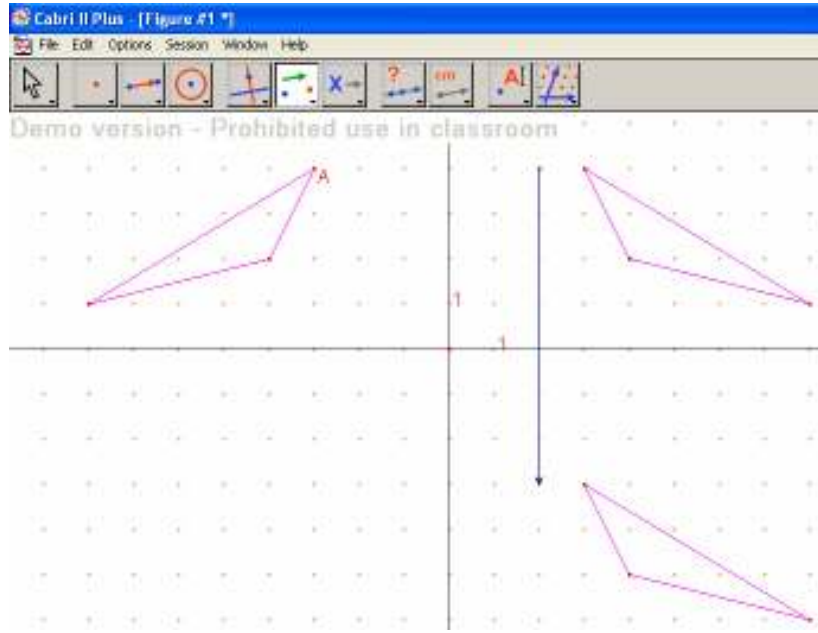 Cabri II Plus - [Figure #1 *]
File Edit Options Session Window Help
? cm A
X
Demo version - Prohibited use in classroom
A
1
1